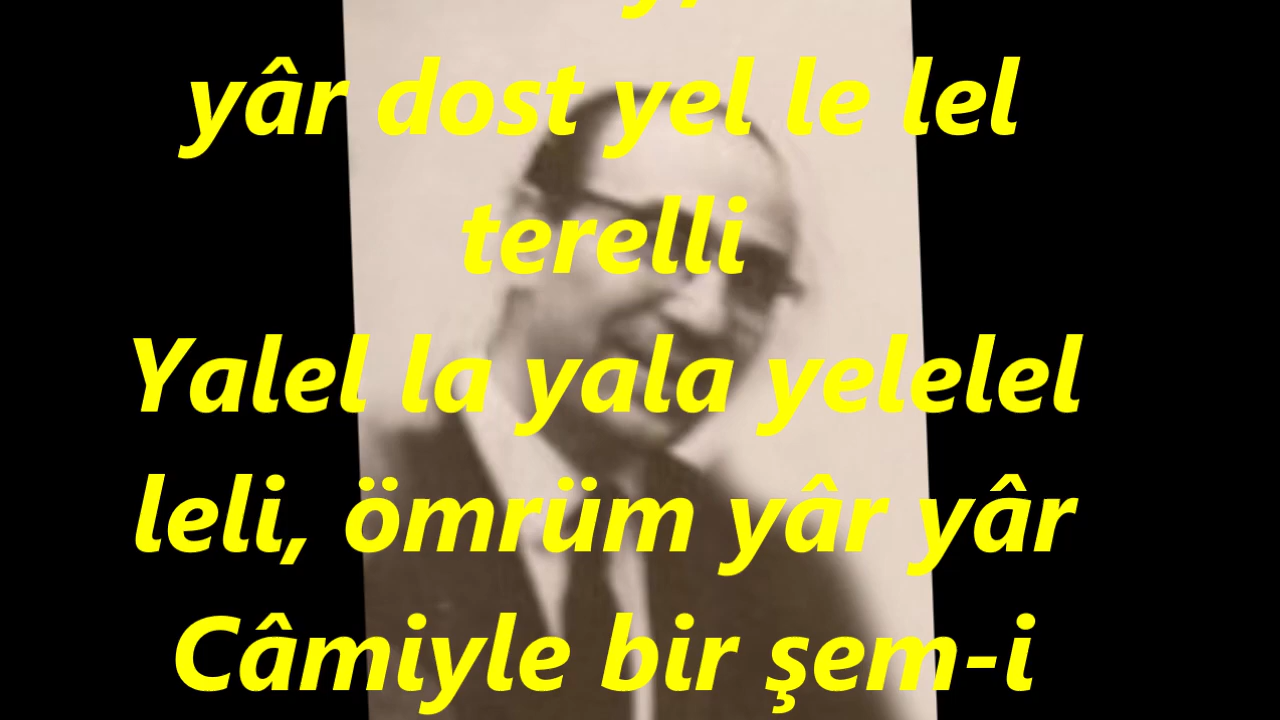 yâr dost yel le lel
terelli
Yalel la yala yelelel
leli, ömrüm yâr yâr
Câmiyle bir şem-i